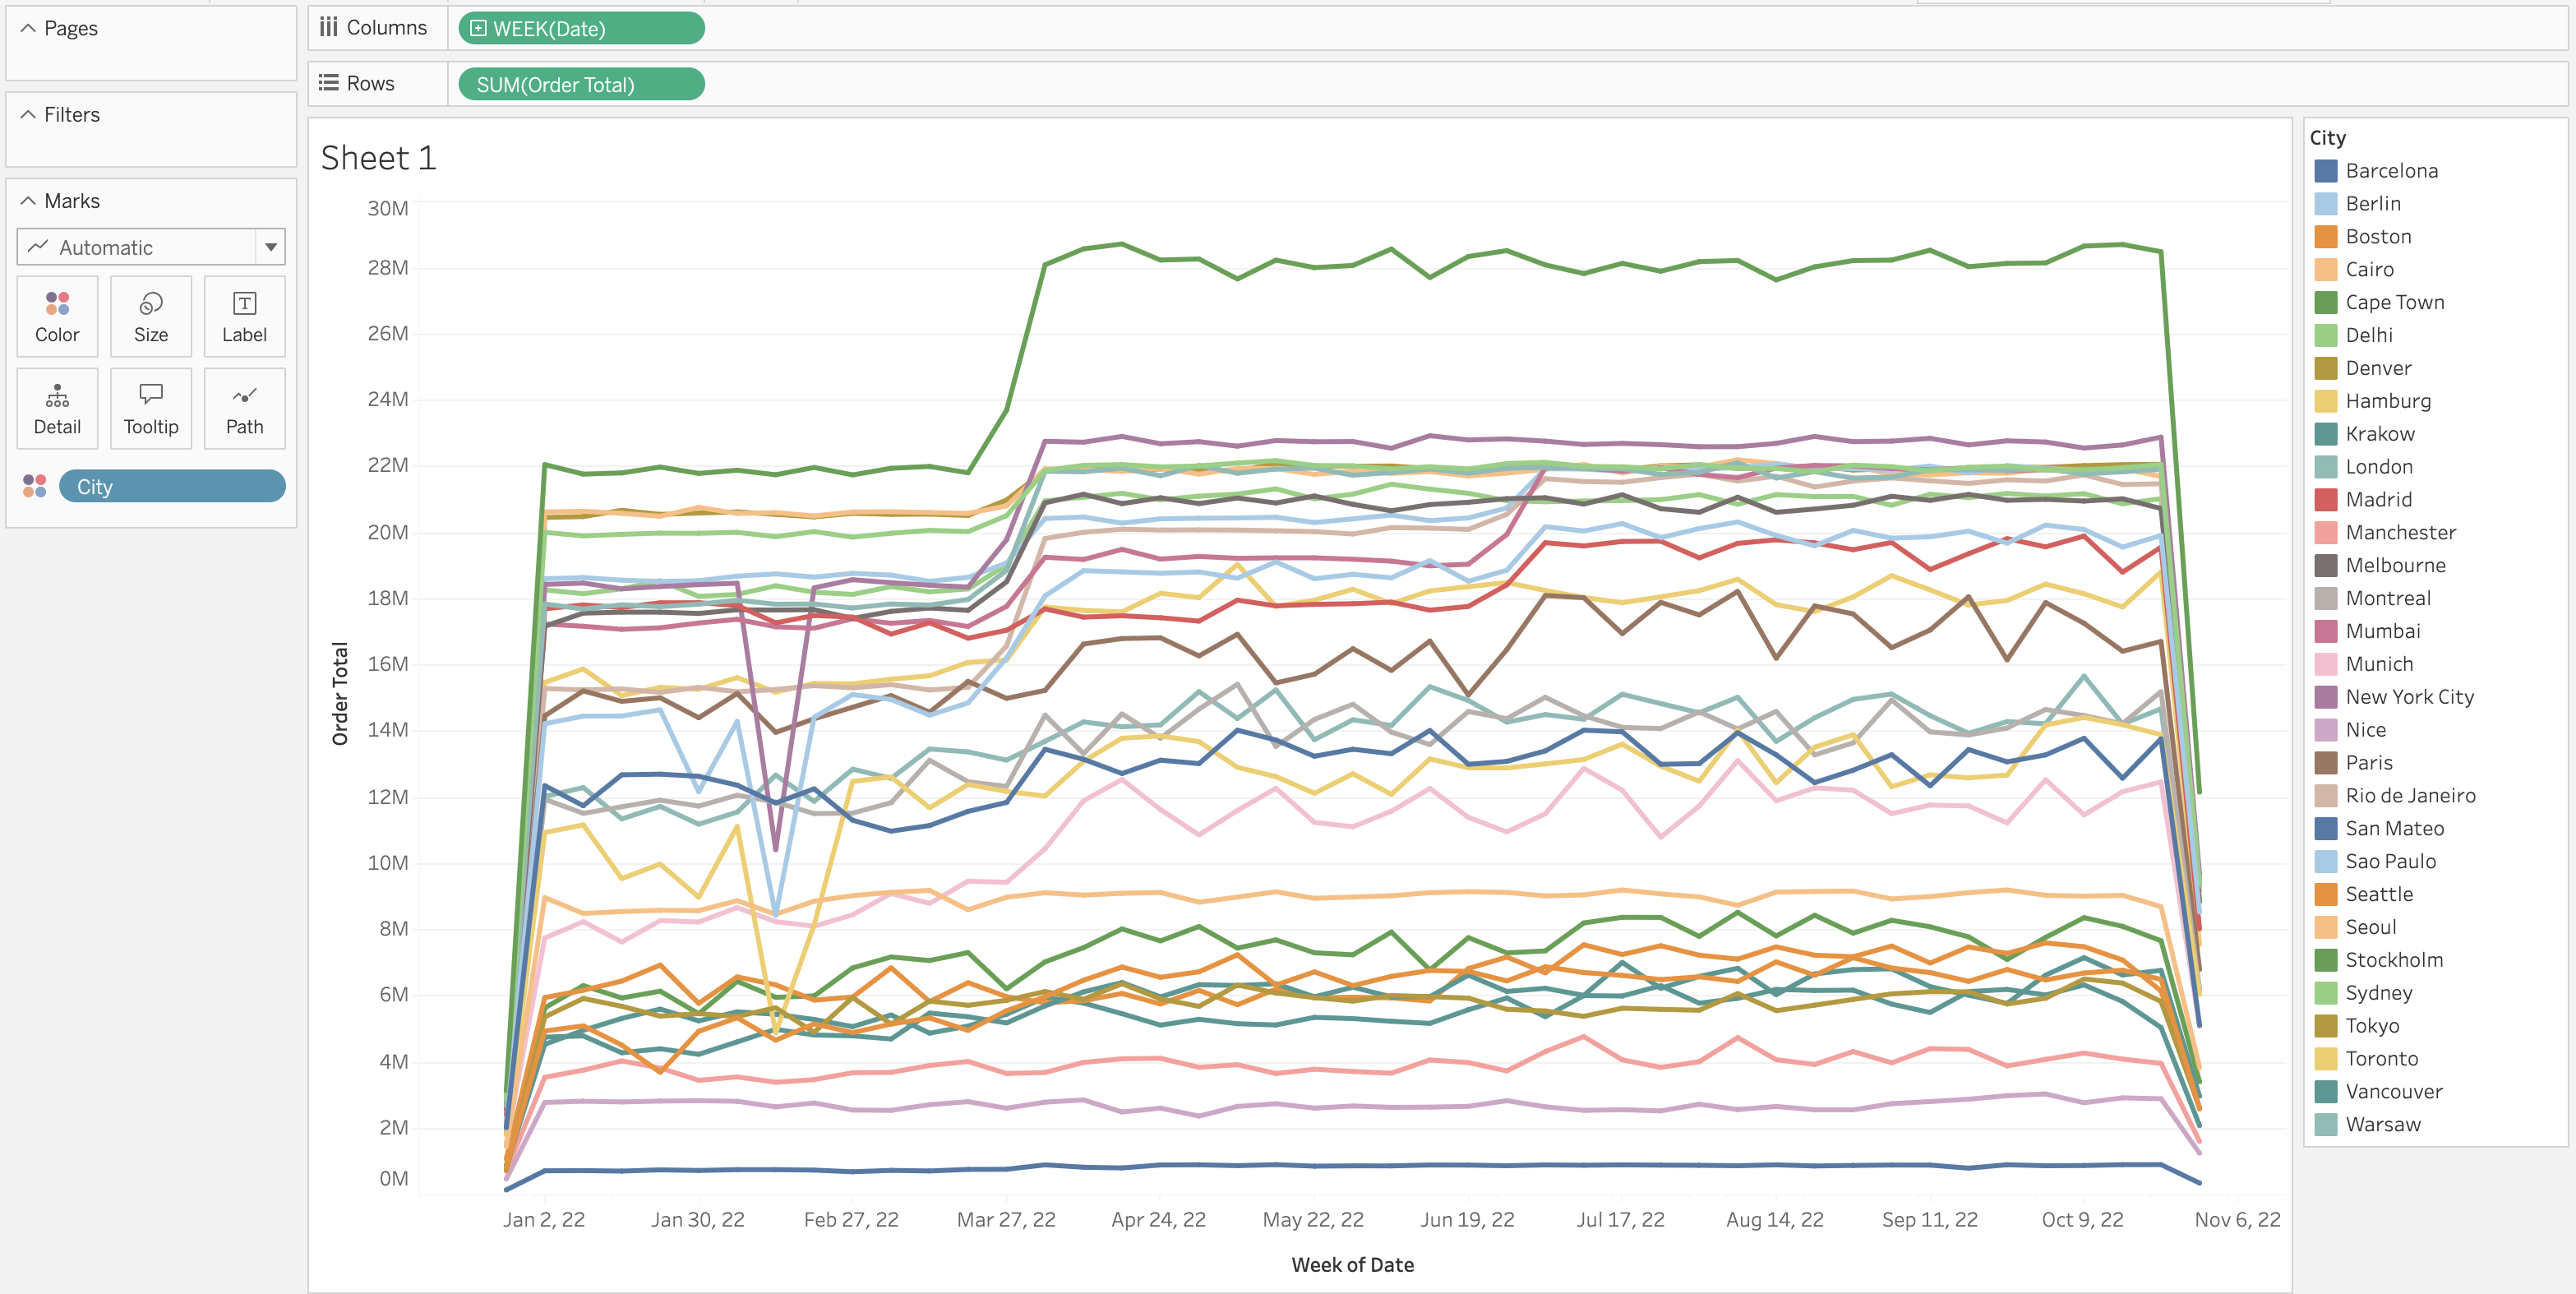 Pages
Filters
Marks
Automatic
Color
Size
Label
Detail
Tooltip
Path
City
Columns
WEEK(Date)
Rows
SUM(Order Total)
Sheet 1
Order Total
30M
28M
26M
24M
22M
20M
18M
16M
14M
12M
10M
8M
6M
4M
2M
0M
Jan 2, 22
Jan 30, 22
Feb 27, 22
Mar 27, 22
Apr 24, 22
May 22, 22
Jun 19, 22
Jul 17, 22
Aug 14, 22
Sep 11, 22
Oct 9, 22
Nov 6, 22
Week of Date
City
Barcelona
Berlin
Boston
Cairo
Cape Town
Delhi
Denver
Hamburg
Krakow
London
Madrid
Manchester
Melbourne
Montreal
Mumbai
Munich
New York City
Nice
Paris
Rio de Janeiro
San Mateo
Sao Paulo
Seattle
Seoul
Stockholm
Sydney
Tokyo
Toronto
Vancouver
Warsaw